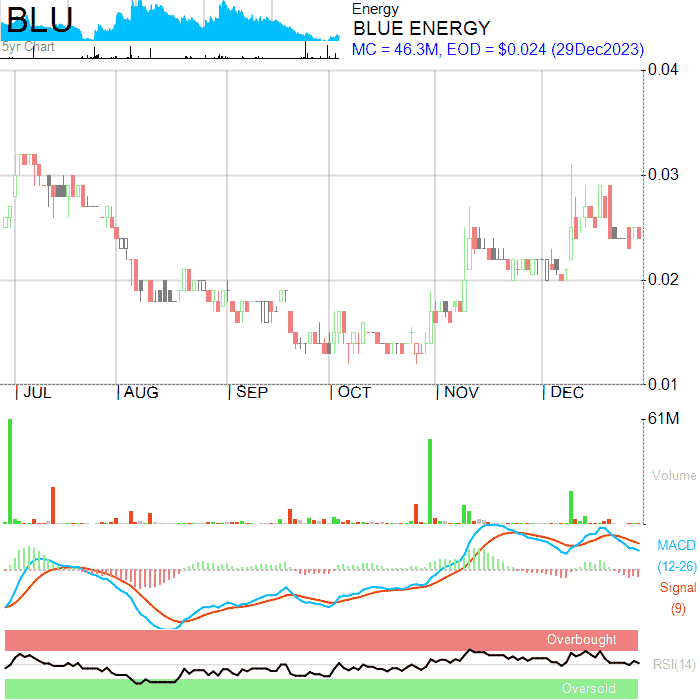 BLU
5yr Chart
Energy
BLUE ENERGY
MC = 46.3M, EOD = $0.024 (29Dec2023)
0.04
0.03
0.02
0.01
JUL AUG SEP OCT NOV DEC
61M
Volume
MACD
(12-26)
Signal
(9)
Overbought
RSI(14)
Oversold